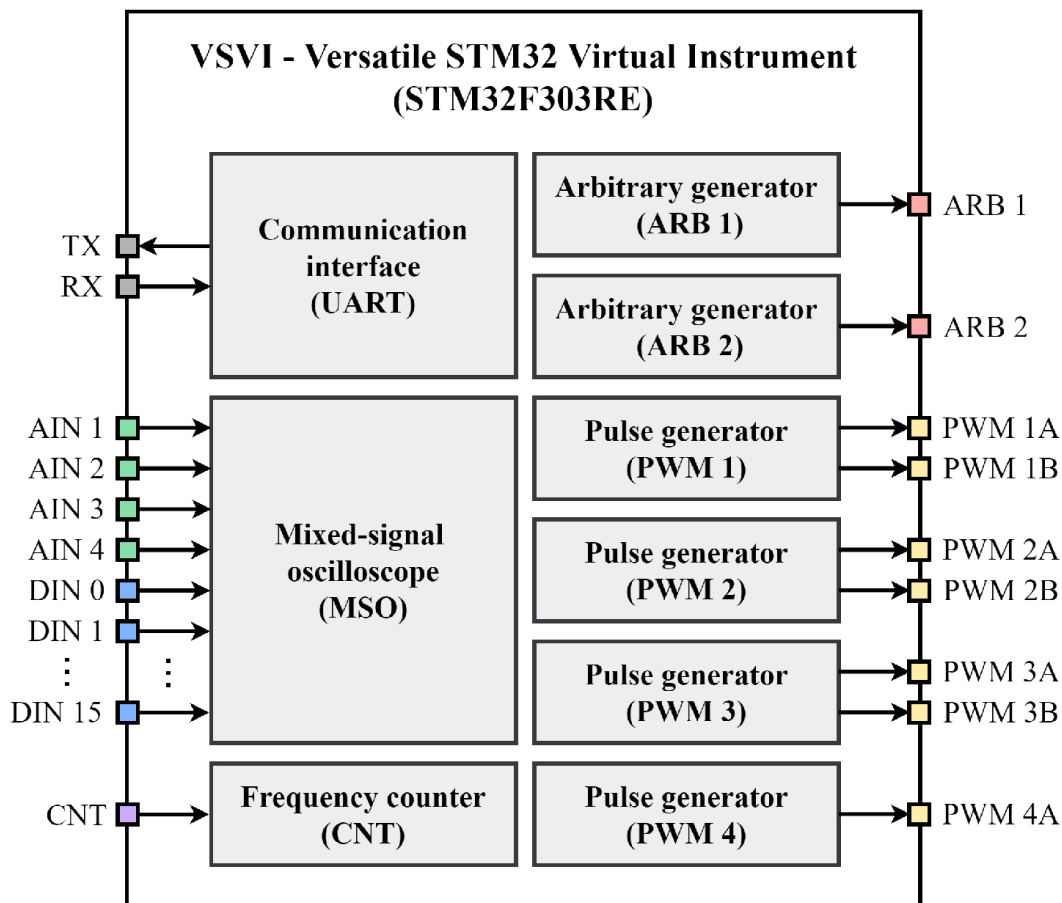 VSVI - Versatile STM32 Virtual Instrument
(STM32F303RE)
Communication
interface
(UART)
Arbitrary generator
(ARB 1)
ARB 1
TX
RX
Arbitrary generator
(ARB 2)
ARB 2
AIN 1
AIN 2
AIN 3
AIN 4
DIN 0
DIN 1
⋮
⋮
DIN 15
Mixed-signal
oscilloscope
(MSO)
Pulse generator
(PWM 1)
PWM 1A
PWM 1B
Pulse generator
(PWM 2)
PWM 2A
PWM 2B
Pulse generator
(PWM 3)
PWM 3A
PWM 3B
CNT
Frequency counter
(CNT)
Pulse generator
(PWM 4)
PWM 4A